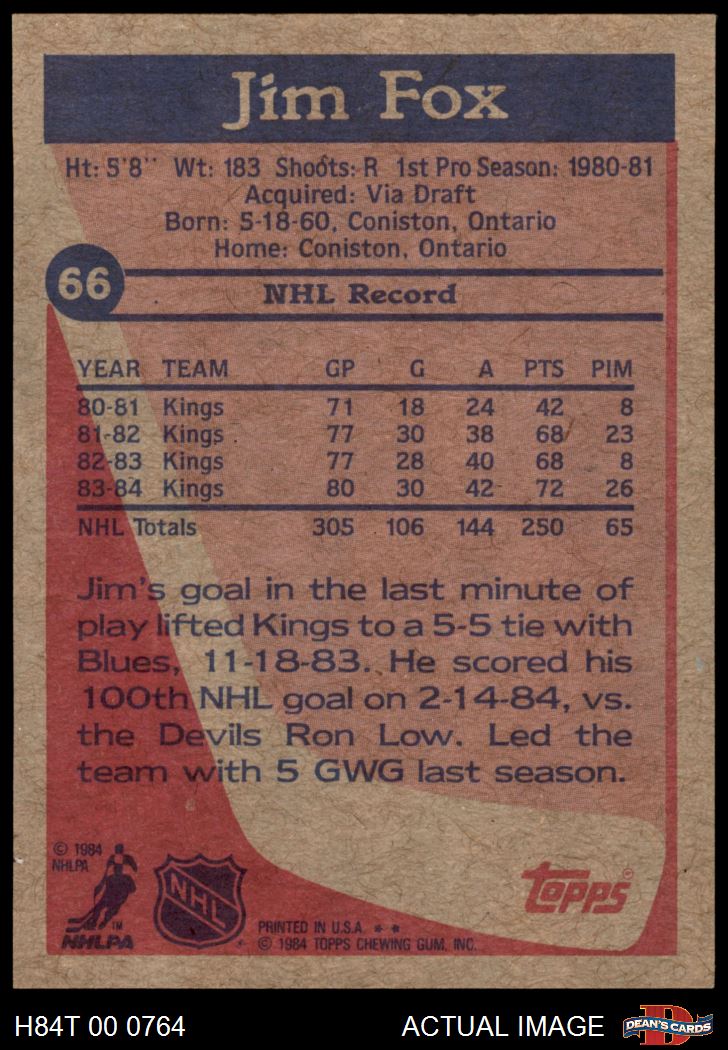 Jim Fox
Ht: 5'8'' Wt: 183 Shoots: R 1st Pro Season: 1980-81
Acquired: Via Draft
Born: 5-18-60, Coniston, Ontario
Home: Coniston, Ontario
66
NHL Record
YEAR TEAM GP G A PTS PIM
80-81 Kings 71 18 24 42 8
81-82 Kings 77 30 38 68 23
82-83 Kings 77 28 40 68 8
83-84 Kings 80 30 42 72 26
NHL Totals 305 106 144 250 65
Jim's goal in the last minute of
play lifted Kings to a 5-5 tie with
Blues, 11-18-83. He scored his
100th NHL goal on 2-14-84, vs.
the Devils Ron Low. Led the
team with 5 GWG last season.
© 1984
NHLPA
TM
NHLPA
NHL
topps ©
PRINTED IN U.S.A. * *
© 1984 TOPPS CHEWING GUM, INC.
H84T 00 0764 ACTUAL IMAGE
D
DEAN'S CARDS